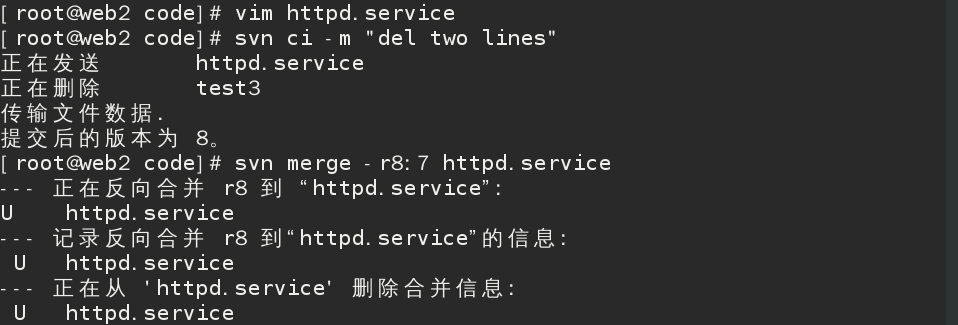 [root@web2 code]# vim httpd.service
[root@web2 code]# svn ci -m "del two lines"
正在发送       httpd.service
正在删除       test3
传输文件数据.
提交后的版本为 8。
[root@web2 code]# svn merge -r8:7 httpd.service
--- 正在反向合并 r8 到 “httpd.service”:
U    httpd.service
--- 记录反向合并 r8 到“httpd.service”的信息:
 U   httpd.service
--- 正在从 'httpd.service' 删除合并信息:
 U   httpd.service